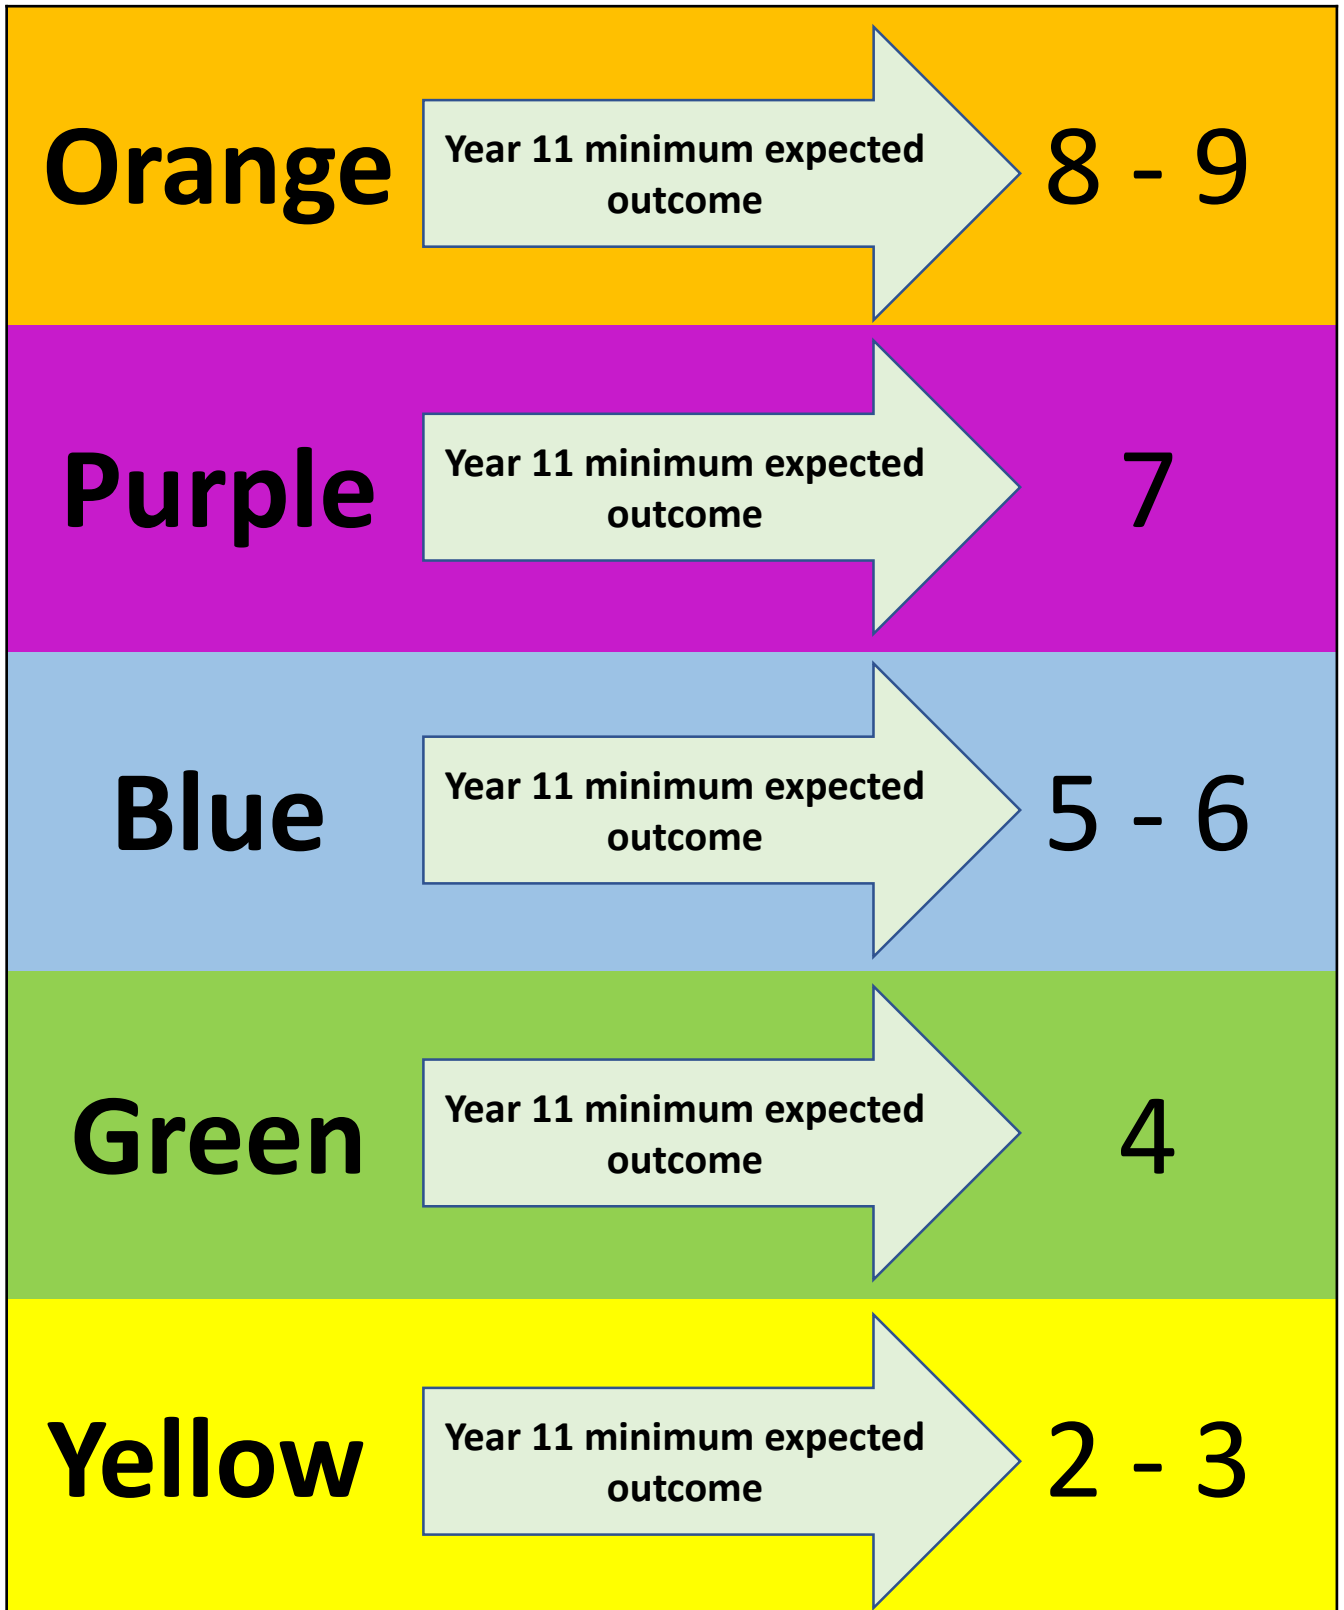 Orange
Year 11 minimum expected
outcome
8 - 9
Purple
Year 11 minimum expected
outcome
7
Blue
Year 11 minimum expected
outcome
5 - 6
Green
Year 11 minimum expected
outcome
4
Yellow
Year 11 minimum expected
outcome
2 - 3